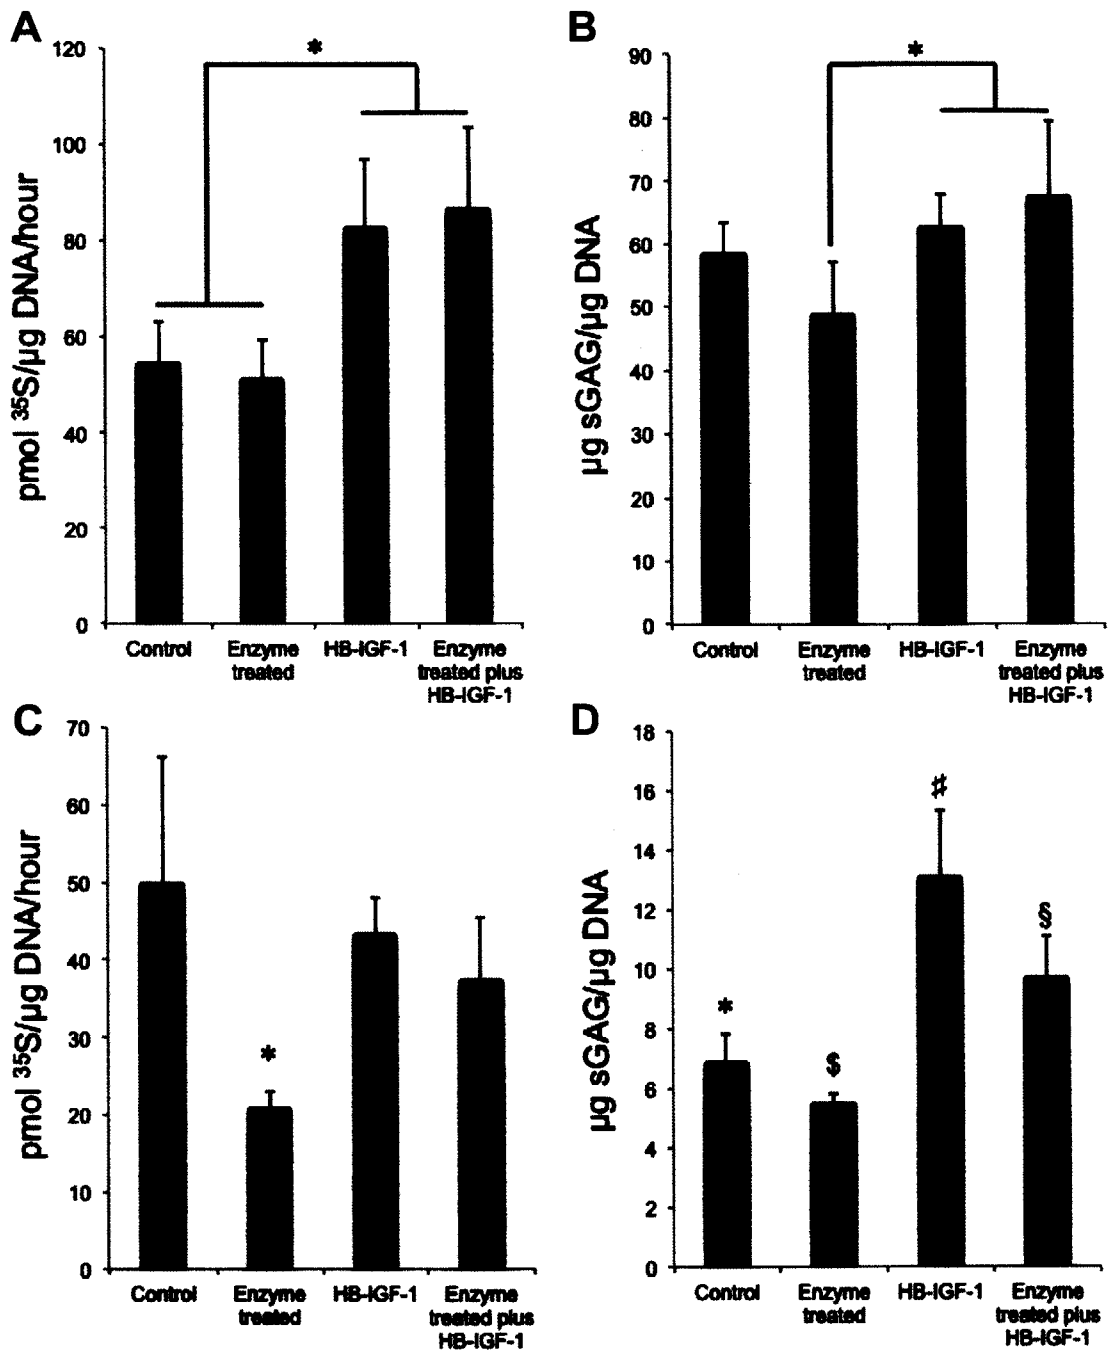 A
120
100
80
60
40
20
0
pmol ³⁵S/µg DNA/hour
*
Control
Enzyme
treated
HB-IGF-1
Enzyme
treated plus
HB-IGF-1
B
90
80
70
60
50
40
30
20
10
0
µg sGAG/µg DNA
*
Control
Enzyme
treated
HB-IGF-1
Enzyme
treated plus
HB-IGF-1
C
70
60
50
40
30
20
10
0
pmol ³⁵S/µg DNA/hour
*
Control
Enzyme
treated
HB-IGF-1
Enzyme
treated plus
HB-IGF-1
D
18
16
14
12
10
8
6
4
2
0
µg sGAG/µg DNA
*
$
♯
§
Control
Enzyme
treated
HB-IGF-1
Enzyme
treated plus
HB-IGF-1